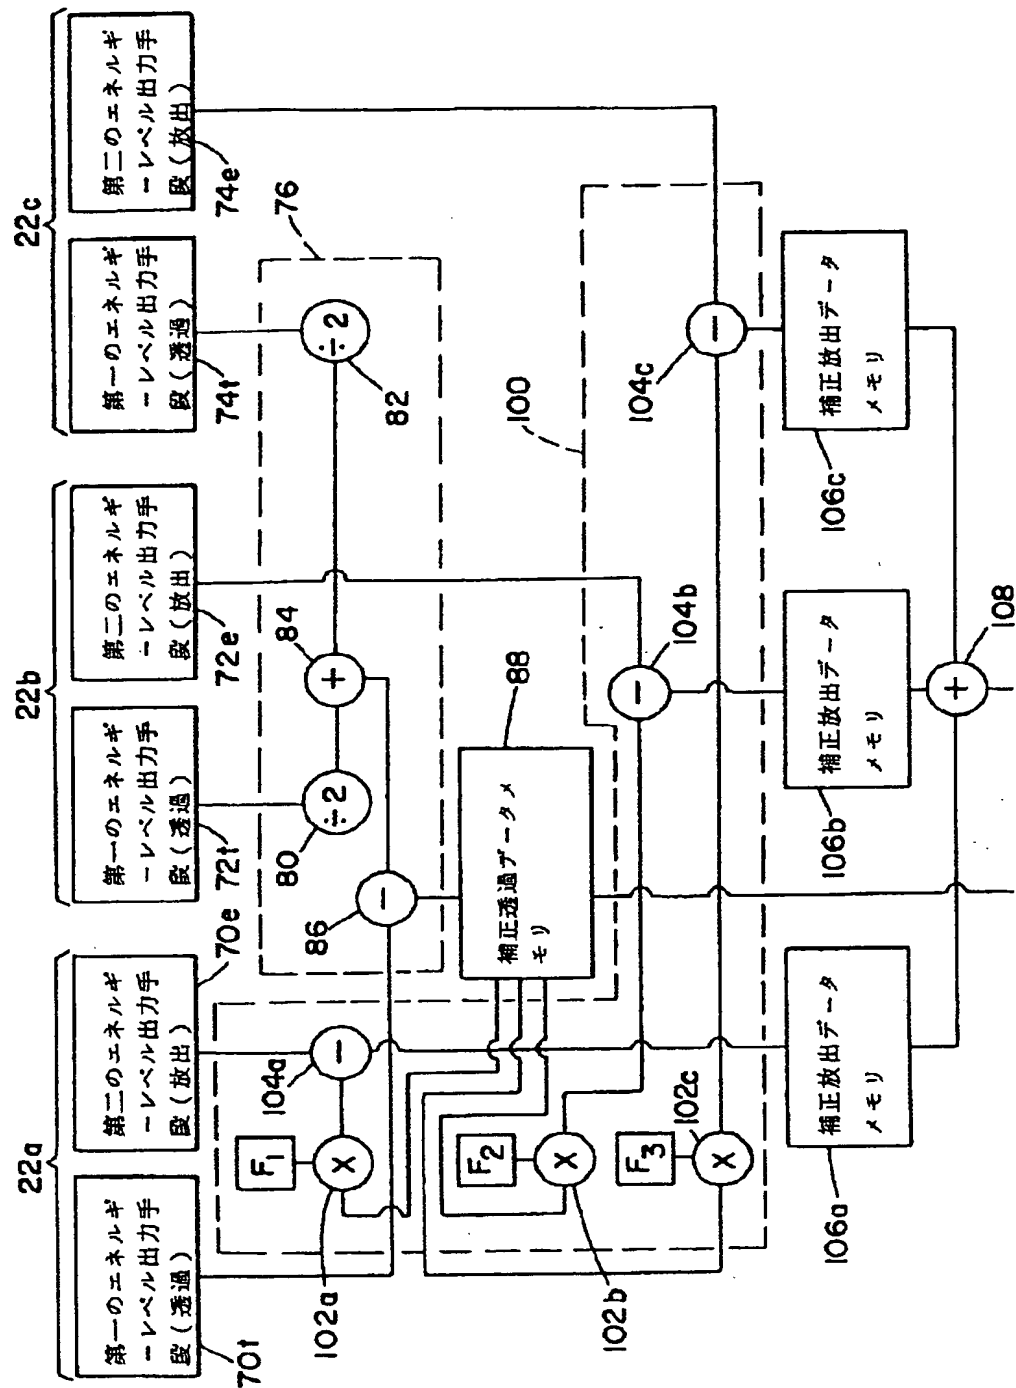 22a
22b
22c
第一のエネルギ
ーレベル出力手
段(透過)
70t
第二のエネルギ
ーレベル出力手
段(放出)
70e
第一のエネルギ
ーレベル出力手
段(透過)
72t
第二のエネルギ
ーレベル出力手
段(放出)
72e
第一のエネルギ
ーレベル出力手
段(透過)
74t
第二のエネルギ
ーレベル出力手
段(放出)
74e
76
÷2
80
+
84
÷2
82
-
86
補正透過データメ
モリ
88
100
F1
X
102a
-
104a
F2
X
102b
-
104b
F3
X
102c
-
104c
補正放出データ
メモリ
106a
補正放出データ
メモリ
106b
補正放出データ
メモリ
106c
+
108